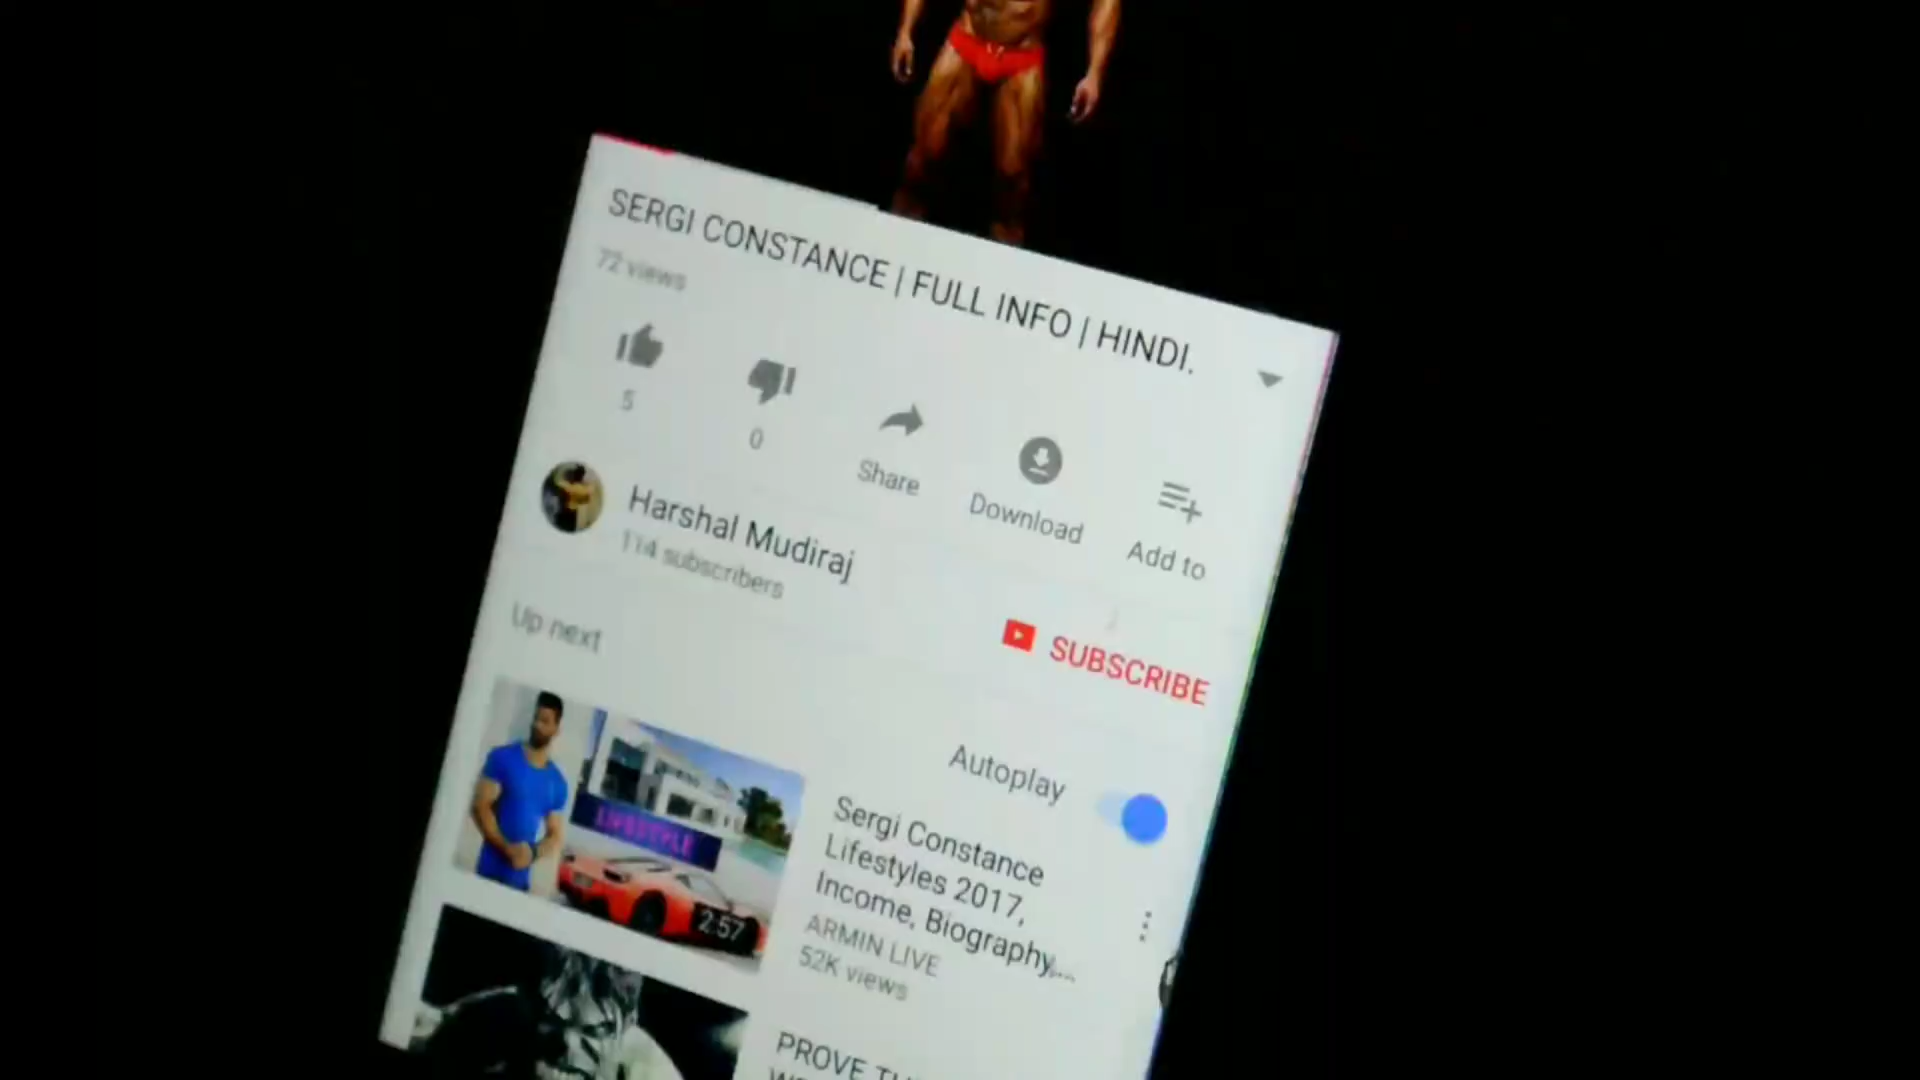 SERGI CONSTANCE | FULL INFO | HINDI.
72 views
5
0
Share
Download
Add to
Harshal Mudiraj
114 subscribers
SUBSCRIBE
Up next
Autoplay
LIFESTYLE
2:57
Sergi Constance
Lifestyles 2017,
Income, Biography,...
ARMIN LIVE
52K views
PROVE